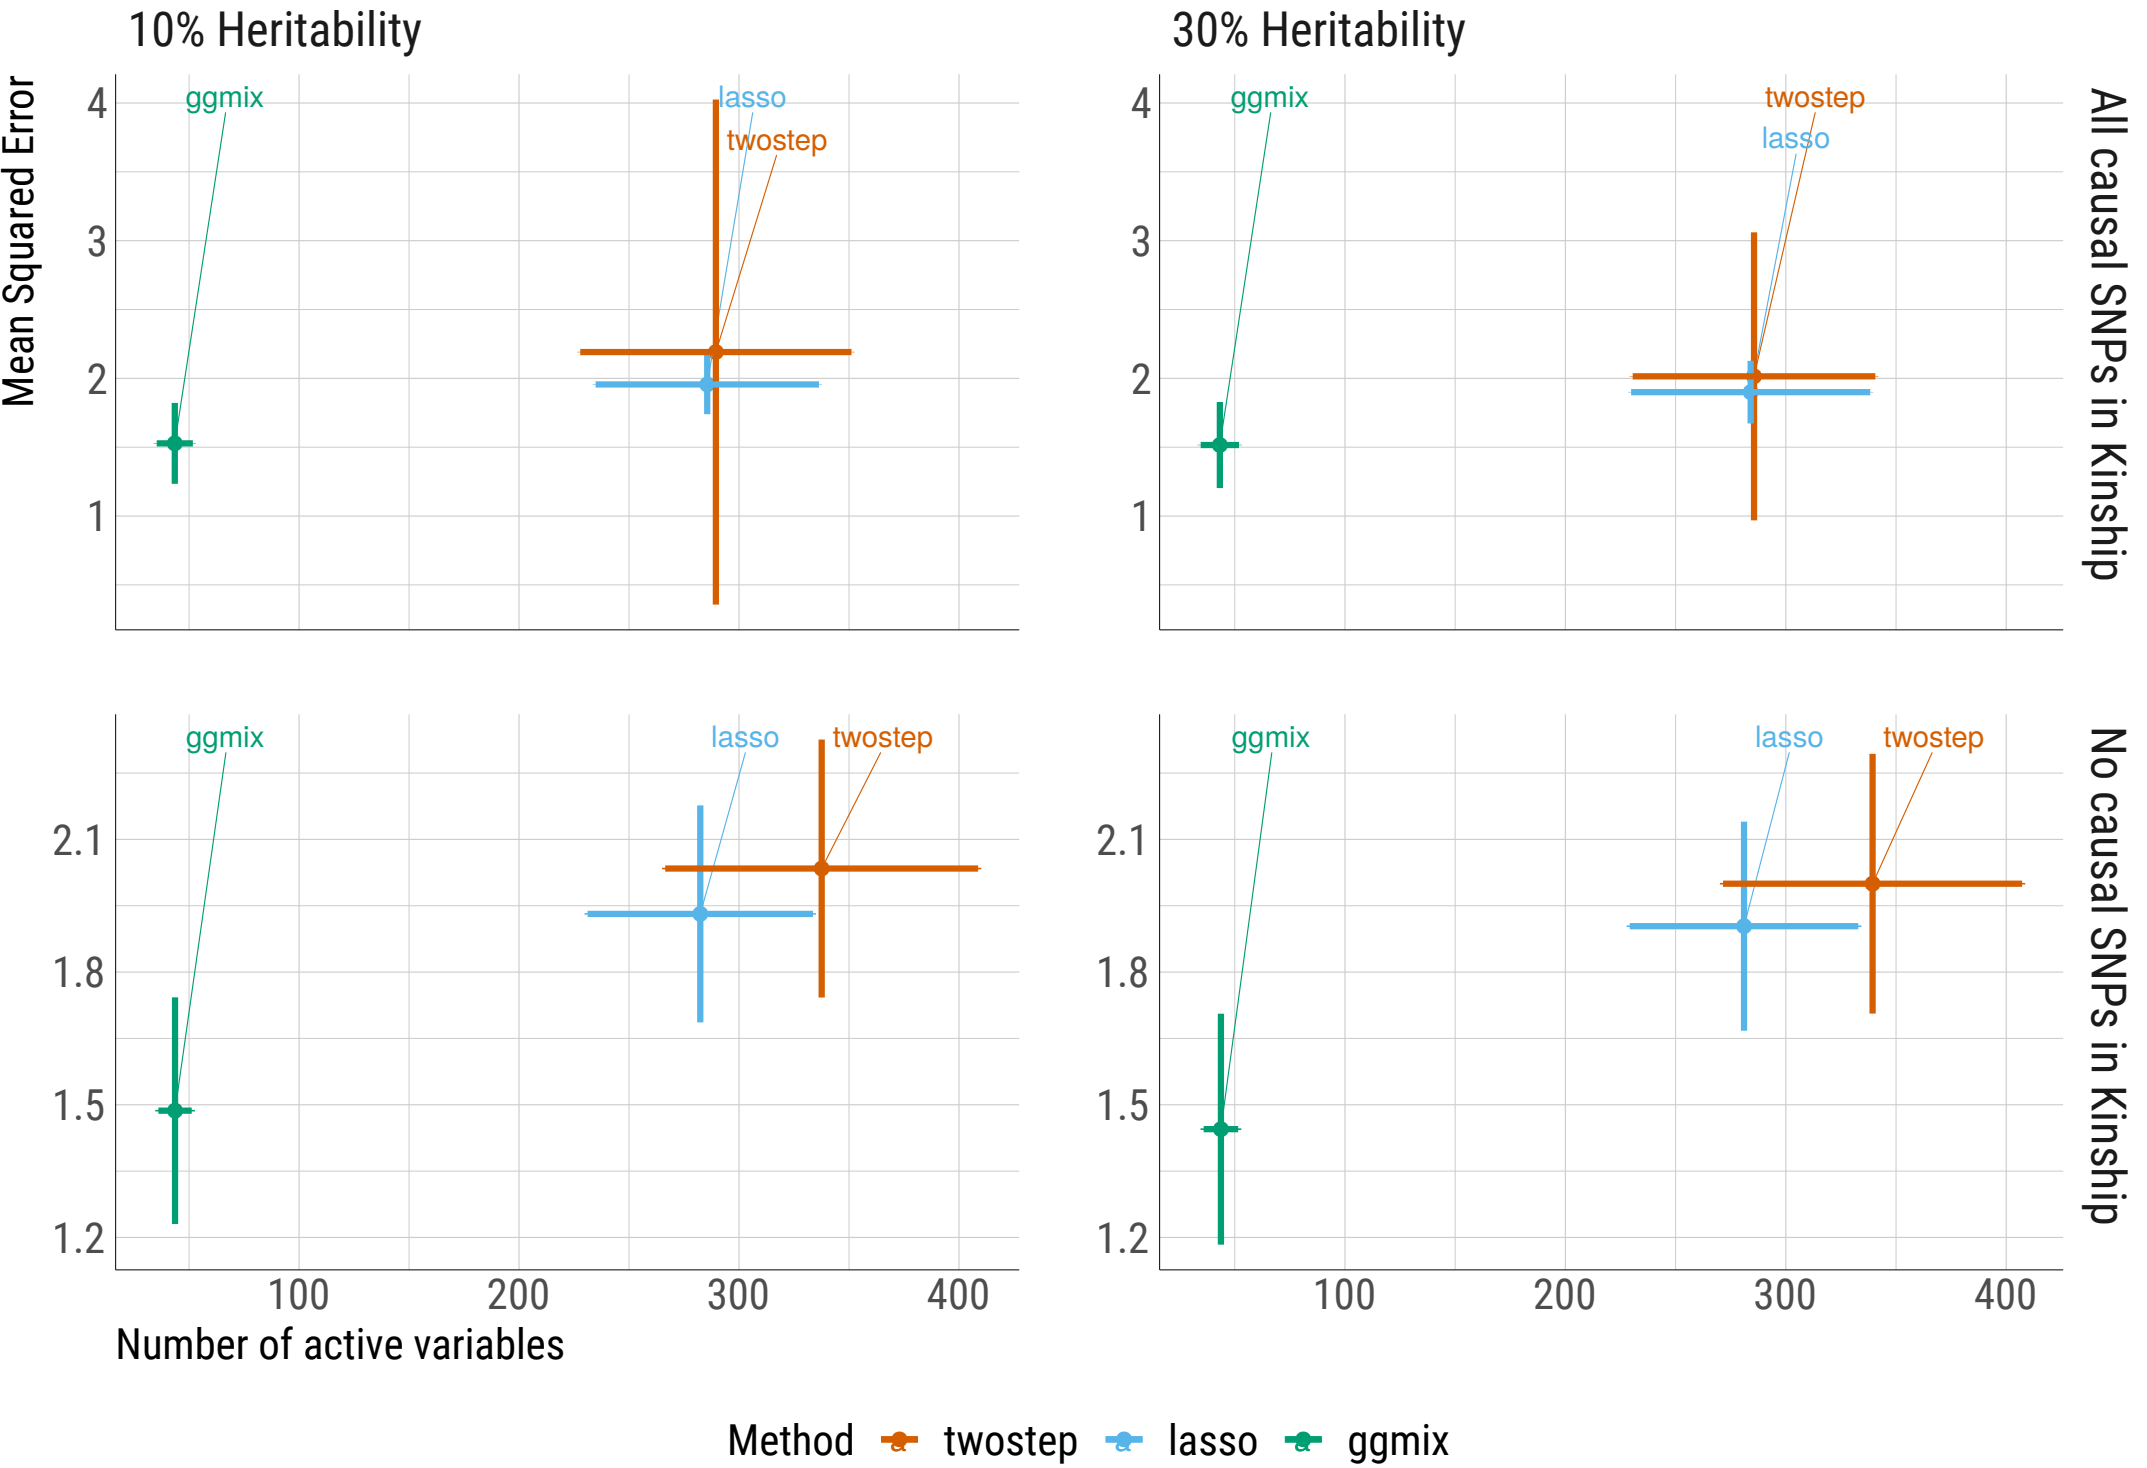 10% Heritability
30% Heritability
Mean Squared Error
4
3
2
1
ggmix
lasso
twostep
4
3
2
1
ggmix
twostep
lasso
All causal SNPs in Kinship
2.1
1.8
1.5
1.2
ggmix
lasso
twostep
2.1
1.8
1.5
1.2
ggmix
lasso
twostep
No causal SNPs in Kinship
100 200 300 400
100 200 300 400
Number of active variables
Method twostep lasso ggmix